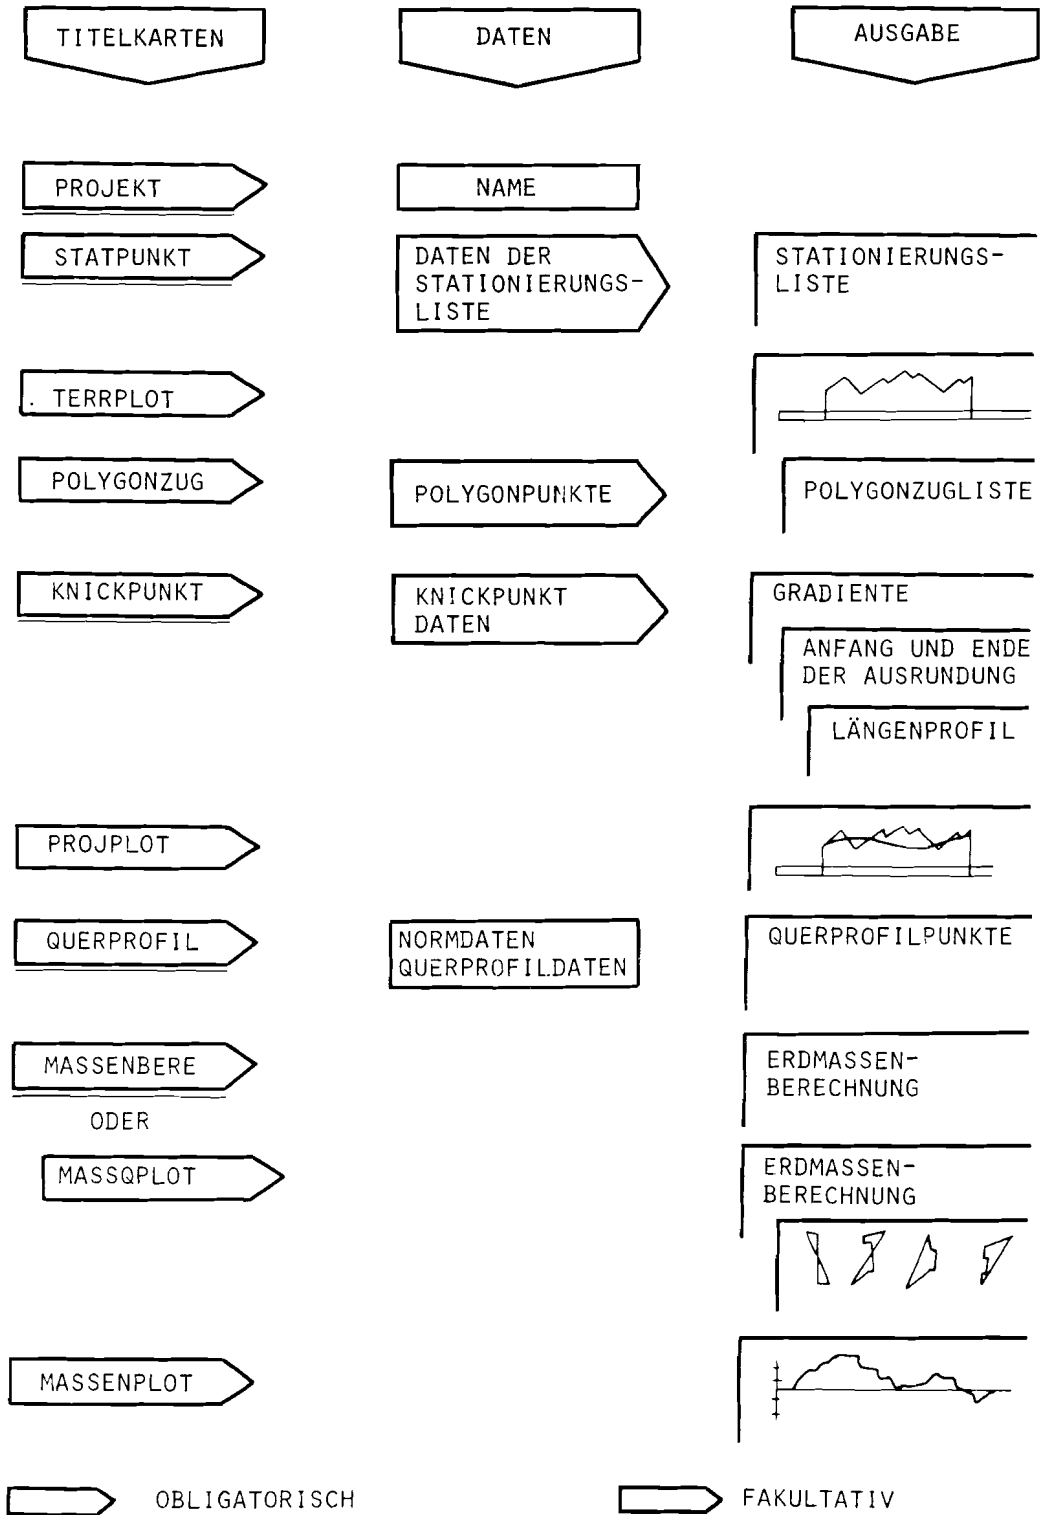 TITELKARTEN DATEN AUSGABE
PROJEKT NAME
STATPUNKT
DATEN DER
STATIONIERUNGS-
LISTE
STATIONIERUNGS-
LISTE
TERRPLOT
POLYGONZUG POLYGONPUNKTE POLYGONZUGLISTE
KNICKPUNKT
KNICKPUNKT
DATEN
GRADIENTE
ANFANG UND ENDE
DER AUSRUNDUNG
LÄNGENPROFIL
PROJPLOT
QUERPROFIL
NORMDATEN
QUERPROFILDATEN
QUERPROFILPUNKTE
MASSENBERE
ODER
ERDMASSEN-
BERECHNUNG
MASSQPLOT
ERDMASSEN-
BERECHNUNG
MASSENPLOT
OBLIGATORISCH FAKULTATIV